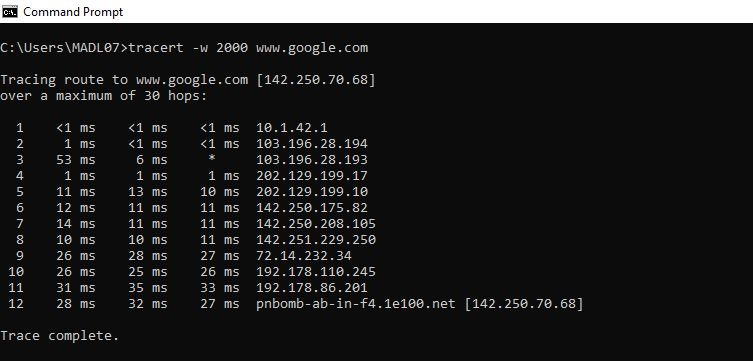 Command Prompt
C:\Users\MADL07>tracert -w 2000 www.google.com
Tracing route to www.google.com [142.250.70.68]
over a maximum of 30 hops:
1 <1 ms <1 ms <1 ms 10.1.42.1
2 1 ms <1 ms <1 ms 103.196.28.194
3 53 ms 6 ms * 103.196.28.193
4 1 ms 1 ms 1 ms 202.129.199.17
5 11 ms 13 ms 10 ms 202.129.199.10
6 12 ms 11 ms 11 ms 142.250.175.82
7 14 ms 11 ms 11 ms 142.250.208.105
8 10 ms 10 ms 11 ms 142.251.229.250
9 26 ms 28 ms 27 ms 72.14.232.34
10 26 ms 25 ms 26 ms 192.178.110.245
11 31 ms 35 ms 33 ms 192.178.86.201
12 28 ms 32 ms 27 ms pnbomb-ab-in-f4.1e100.net [142.250.70.68]
Trace complete.